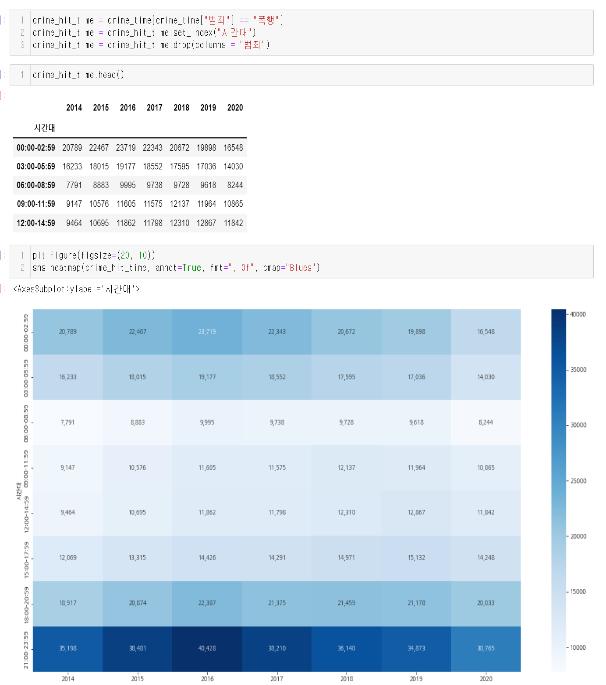 1 crime_hit_time = crime_time[crime_time["범죄"] == "폭행"]
2 crime_hit_time = crime_hit_time.set_index("시간대")
3 crime_hit_time = crime_hit_time.drop(columns = "범죄")
1 crime_hit_time.head()
2014 2015 2016 2017 2018 2019 2020
시간대
00:00-02:59 20789 22467 23719 22343 20672 19898 16548
03:00-05:59 16233 18015 19177 18552 17595 17036 14030
06:00-08:59 7791 8883 9995 9738 9728 9618 8244
09:00-11:59 9147 10576 11605 11575 12137 11964 10865
12:00-14:59 9464 10695 11862 11798 12310 12867 11842
1 plt.figure(figsize=(20, 10))
2 sns.heatmap(crime_hit_time, annot=True, fmt=",.0f", cmap="Blues")
<AxesSubplot:ylabel='시간대'>
시간대
00:00-02:59 20,789 22,467 23,719 22,343 20,672 19,898 16,548
03:00-05:59 16,233 18,015 19,177 18,552 17,595 17,036 14,030
06:00-08:59 7,791 8,883 9,995 9,738 9,728 9,618 8,244
09:00-11:59 9,147 10,576 11,605 11,575 12,137 11,964 10,865
12:00-14:59 9,464 10,695 11,862 11,798 12,310 12,867 11,842
15:00-17:59 12,069 13,315 14,426 14,291 14,971 15,132 14,248
18:00-20:59 18,917 20,874 22,387 21,375 21,459 21,178 20,033
21:00-23:59 35,198 38,481 40,428 38,210 36,140 34,873 30,765
2014 2015 2016 2017 2018 2019 2020
40000
35000
30000
25000
20000
15000
10000